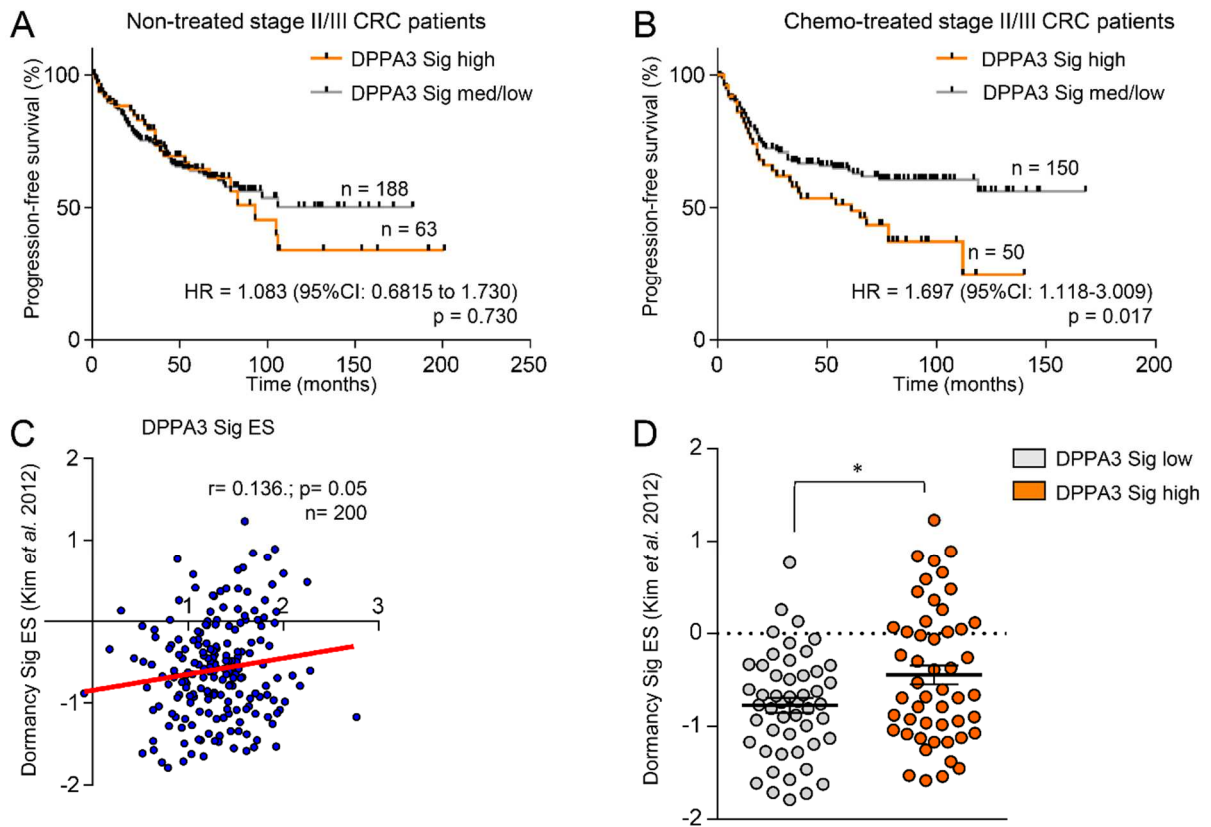 A
Non-treated stage II/III CRC patients
DPPA3 Sig high
DPPA3 Sig med/low
Progression-free survival (%)
100
50
0
n = 188
n = 63
HR = 1.083 (95%CI: 0.6815 to 1.730)
p = 0.730
0 50 100 150 200 250
Time (months)
B
Chemo-treated stage II/III CRC patients
DPPA3 Sig high
DPPA3 Sig med/low
Progression-free survival (%)
100
50
0
n = 150
n = 50
HR = 1.697 (95%CI: 1.118-3.009)
p = 0.017
0 50 100 150 200
Time (months)
C
DPPA3 Sig ES
Dormancy Sig ES (Kim et al. 2012)
2
1
0
-1
-2
r= 0.136.; p= 0.05
n= 200
1 2 3
D
DPPA3 Sig low
DPPA3 Sig high
Dormancy Sig ES (Kim et al. 2012)
2
1
0
-1
-2
*